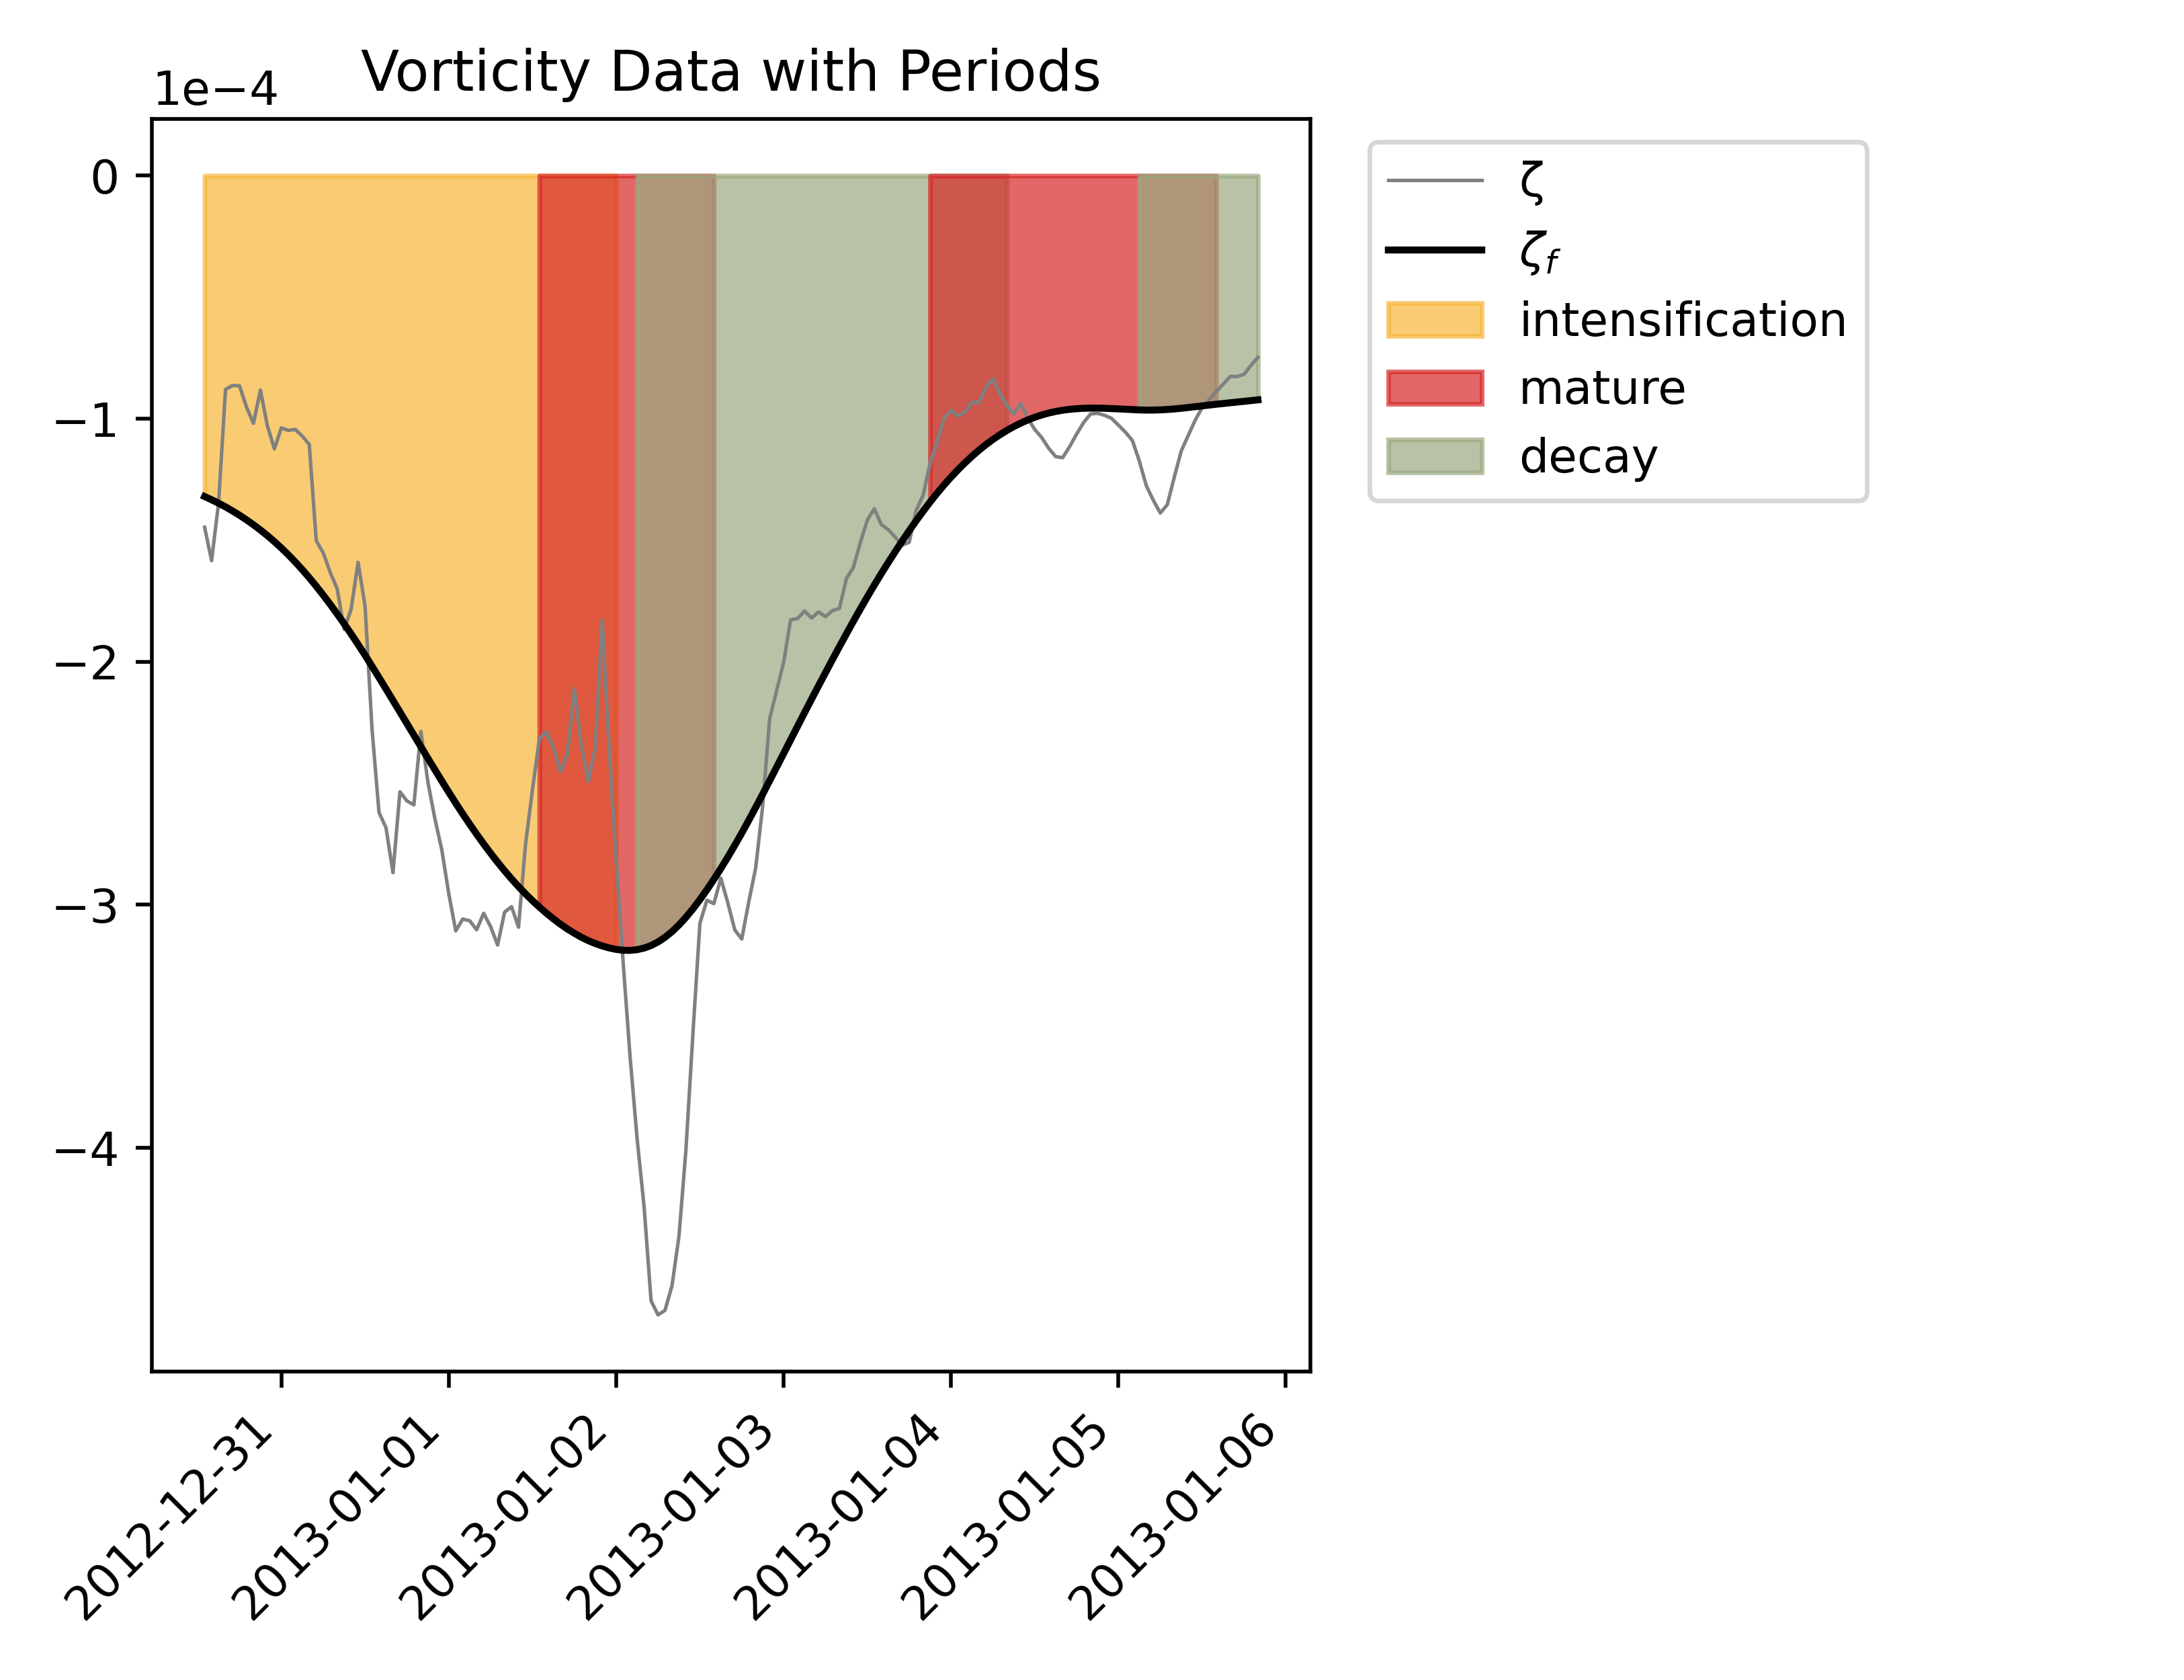 Vorticity Data with Periods
1e−4
0
−1
−2
−3
−4
2012-12-31
2013-01-01
2013-01-02
2013-01-03
2013-01-04
2013-01-05
2013-01-06
ζ
ζf
intensification
mature
decay